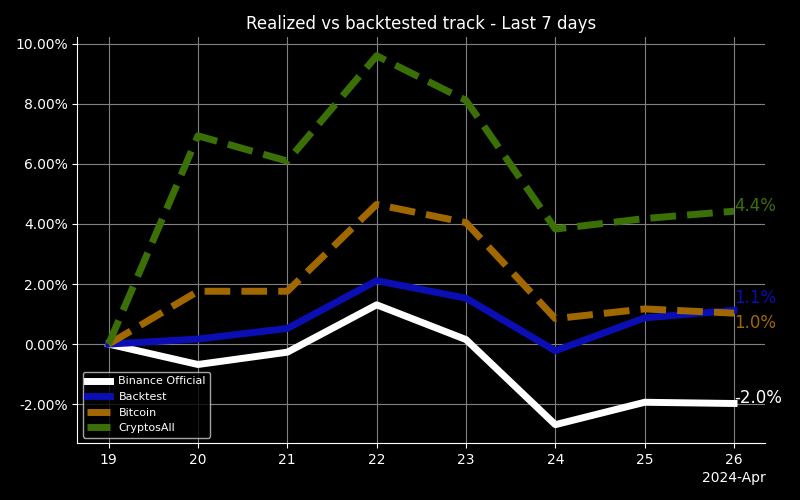 Realized vs backtested track - Last 7 days
10.00%
8.00%
6.00%
4.00%
2.00%
0.00%
-2.00%
4.4%
1.1%
1.0%
-2.0%
Binance Official
Backtest
Bitcoin
CryptosAll
19 20 21 22 23 24 25 26
2024-Apr